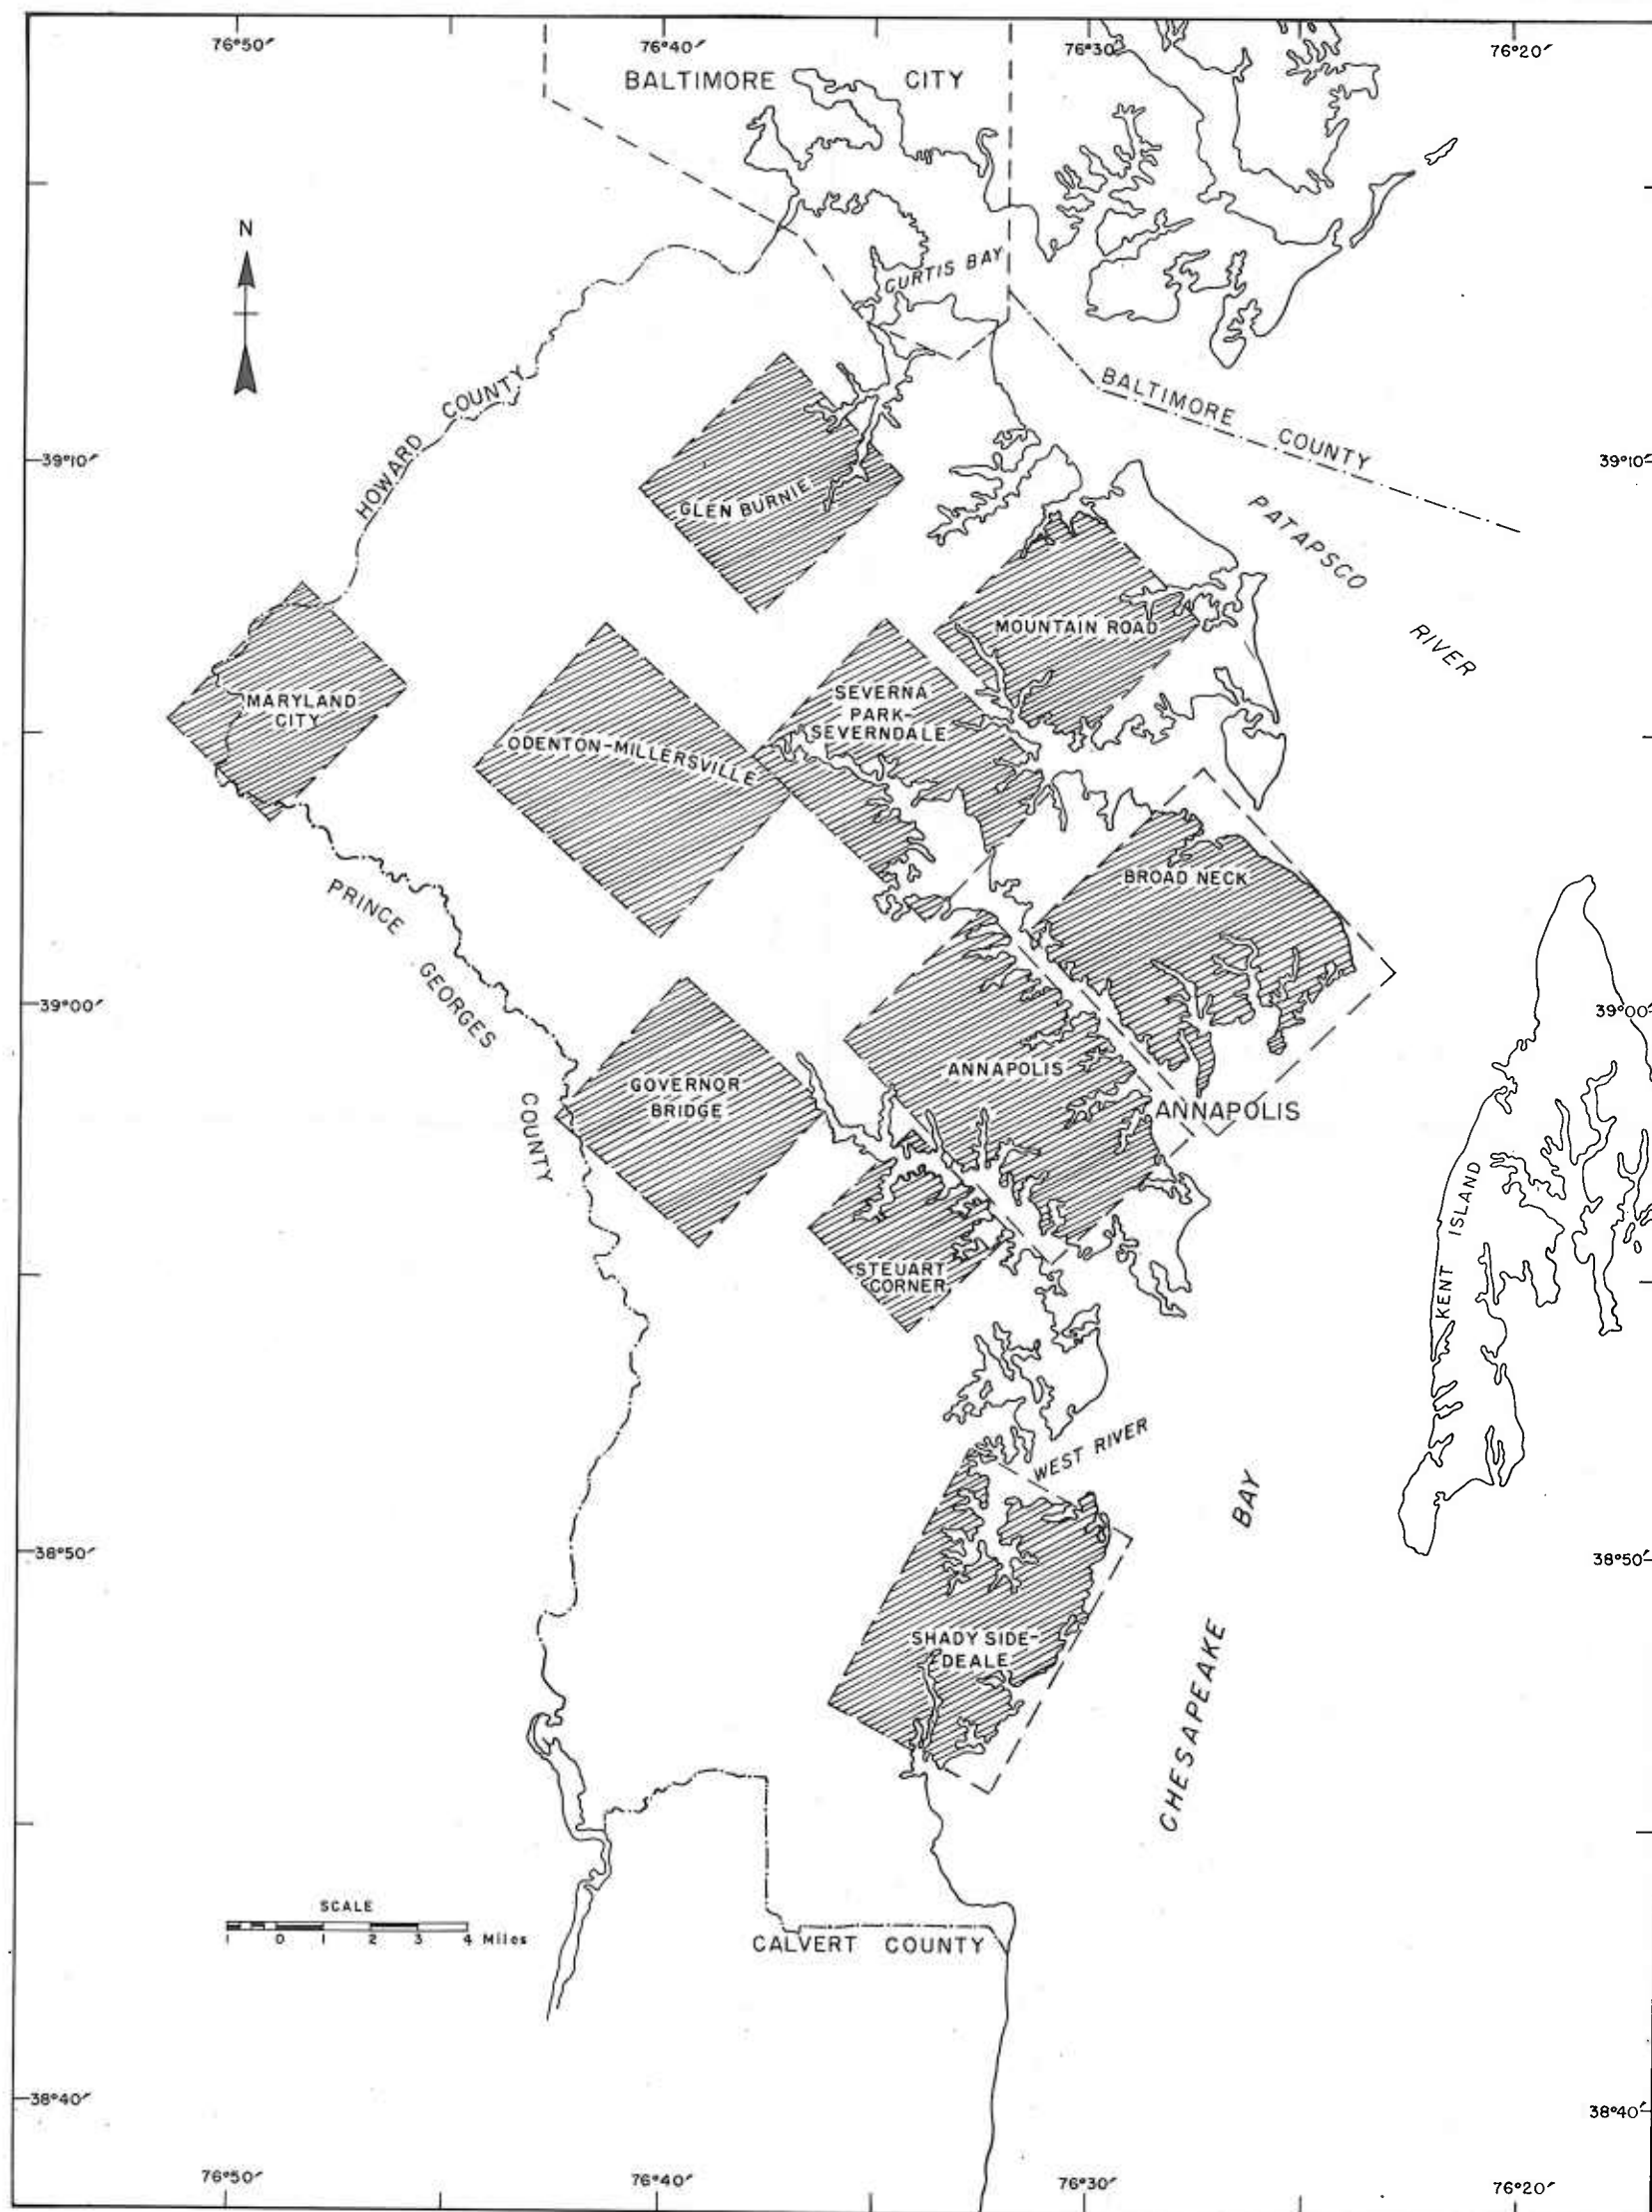 76°50′ 76°40′ 76°30′ 76°20′
BALTIMORE CITY
N
CURTIS BAY
HOWARD COUNTY
BALTIMORE COUNTY
39°10′ 39°10′
GLEN BURNIE
PATAPSCO RIVER
MOUNTAIN ROAD
MARYLAND
CITY
SEVERNA
PARK-
SEVERNDALE
ODENTON-MILLERSVILLE
BROAD NECK
PRINCE GEORGES COUNTY
39°00′ 39°00′
ANNAPOLIS
GOVERNOR
BRIDGE
ANNAPOLIS
KENT ISLAND
STEUART
CORNER
WEST RIVER
38°50′ 38°50′
SHADY SIDE-
DEALE
CHESAPEAKE BAY
SCALE
1 0 1 2 3 4 Miles
CALVERT COUNTY
38°40′ 38°40′
76°50′ 76°40′ 76°30′ 76°20′